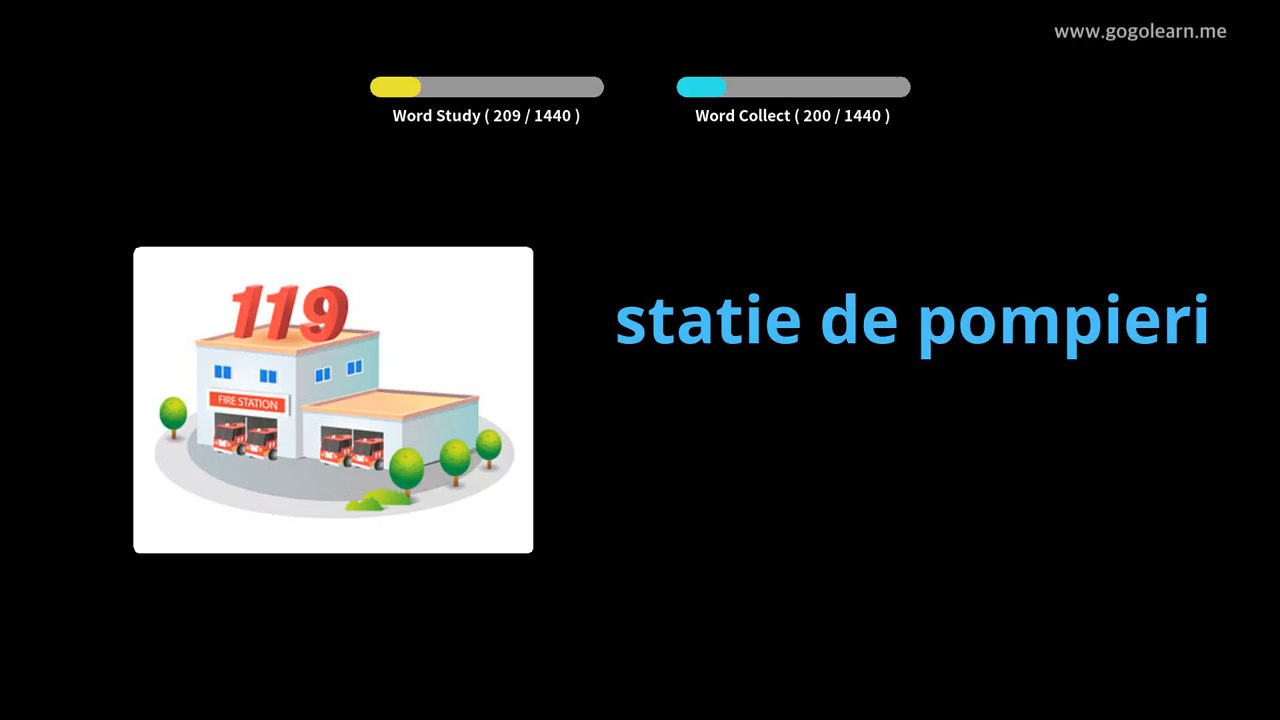 www.gogolearn.me
Word Study ( 209 / 1440 )
Word Collect ( 200 / 1440 )
119
FIRE STATION
statie de pompieri